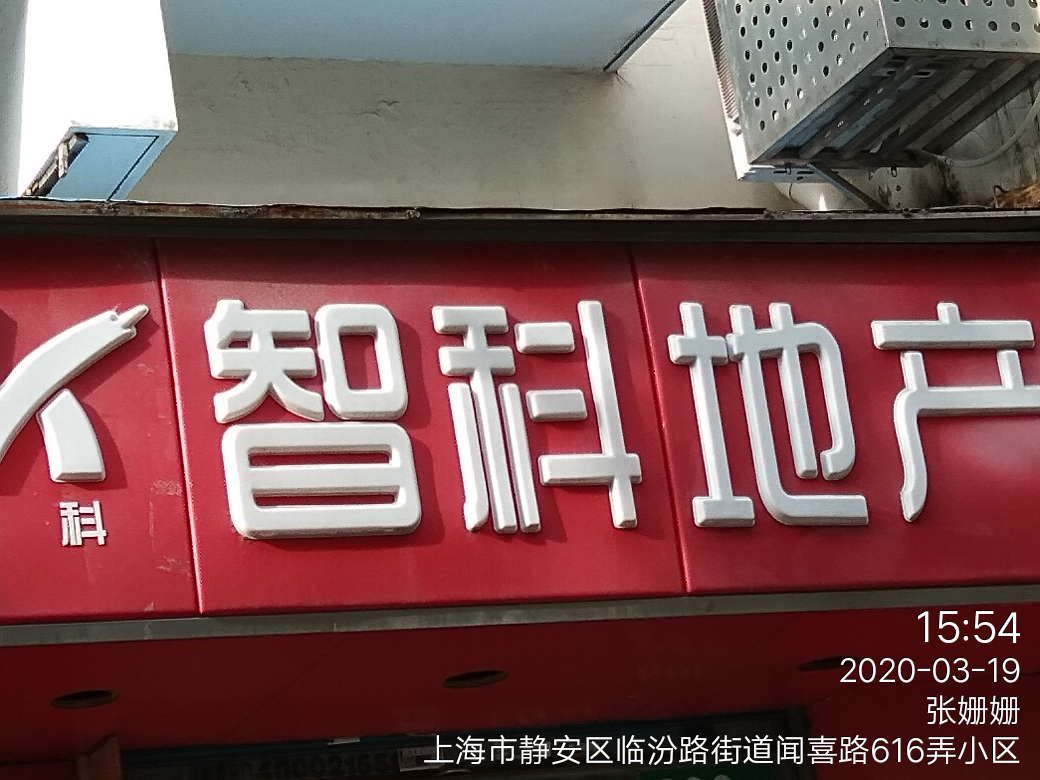 智科地产
科
15:54
2020-03-19
张姗姗
上海市静安区临汾路街道闻喜路616弄小区